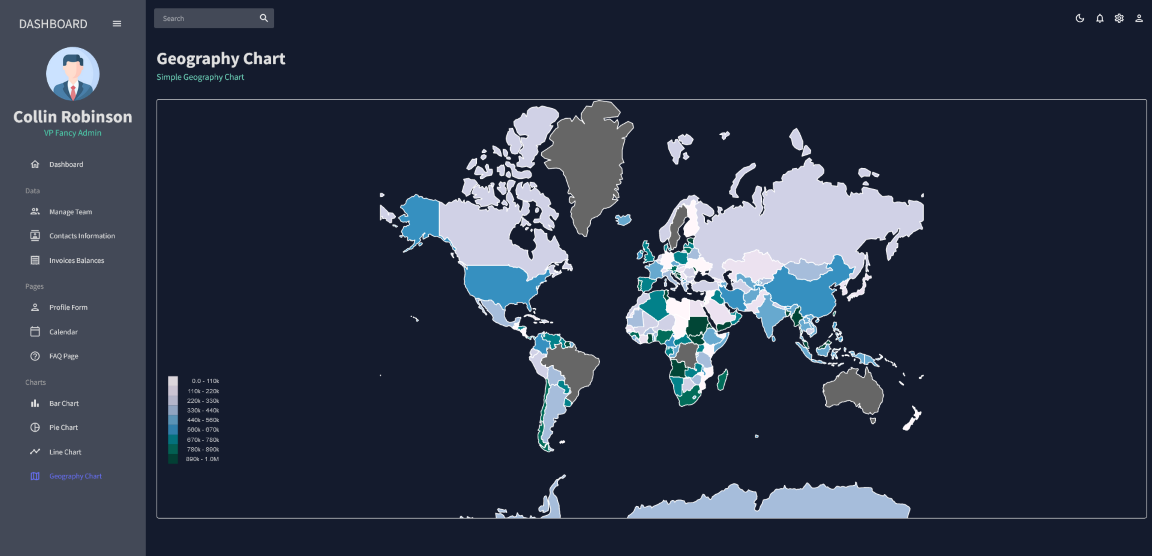 DASHBOARD
Search
Collin Robinson
VP Fancy Admin
Dashboard
Data
Manage Team
Contacts Information
Invoices Balances
Pages
Profile Form
Calendar
FAQ Page
Charts
Bar Chart
Pie Chart
Line Chart
Geography Chart
Geography Chart
Simple Geography Chart
0.0 - 110k
110k - 220k
220k - 330k
330k - 440k
440k - 560k
560k - 670k
670k - 780k
780k - 890k
890k - 1.0M